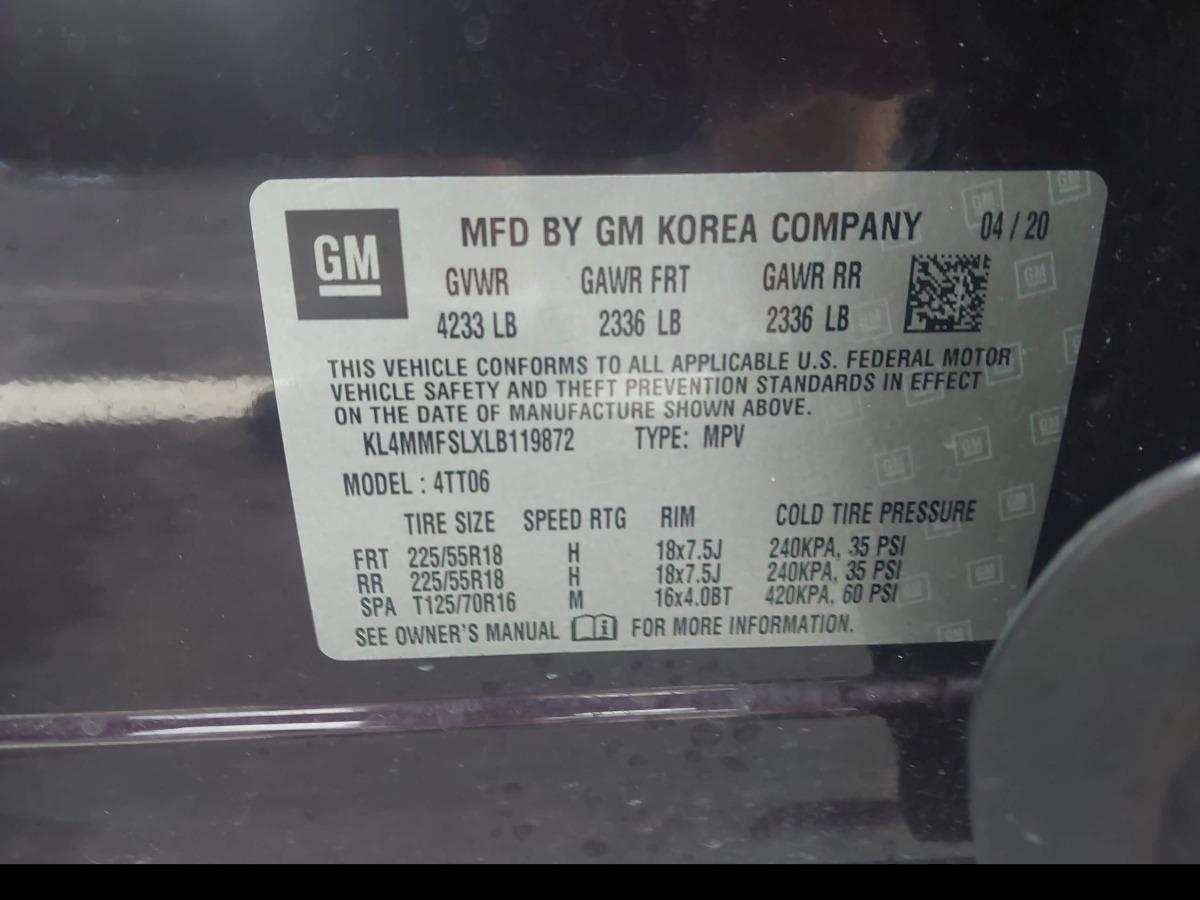 GM
MFD BY GM KOREA COMPANY 04 / 20
GVWR GAWR FRT GAWR RR
4233 LB 2336 LB 2336 LB
THIS VEHICLE CONFORMS TO ALL APPLICABLE U.S. FEDERAL MOTOR
VEHICLE SAFETY AND THEFT PREVENTION STANDARDS IN EFFECT
ON THE DATE OF MANUFACTURE SHOWN ABOVE.
KL4MMFSLXLB119872 TYPE: MPV
MODEL : 4TT06
TIRE SIZE SPEED RTG RIM COLD TIRE PRESSURE
FRT 225/55R18 H 18x7.5J 240KPA, 35 PSI
RR 225/55R18 H 18x7.5J 240KPA, 35 PSI
SPA T125/70R16 M 16x4.0BT 420KPA, 60 PSI
SEE OWNER'S MANUAL FOR MORE INFORMATION.